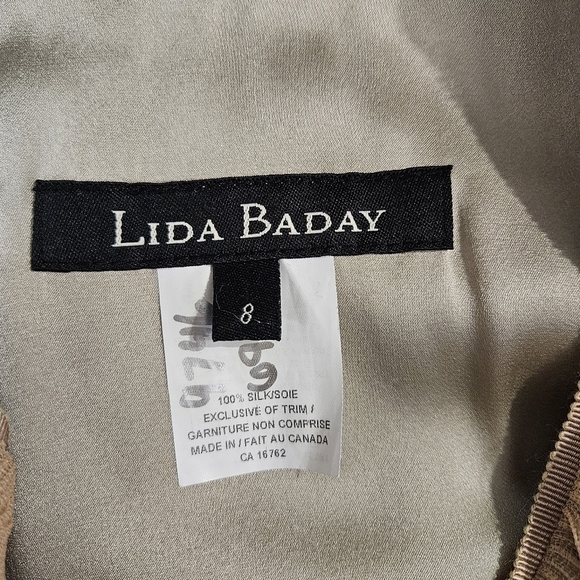 LIDA BADAY
8
100% SILK/SOIE
EXCLUSIVE OF TRIM /
GARNITURE NON COMPRISE
MADE IN / FAIT AU CANADA
CA 16762